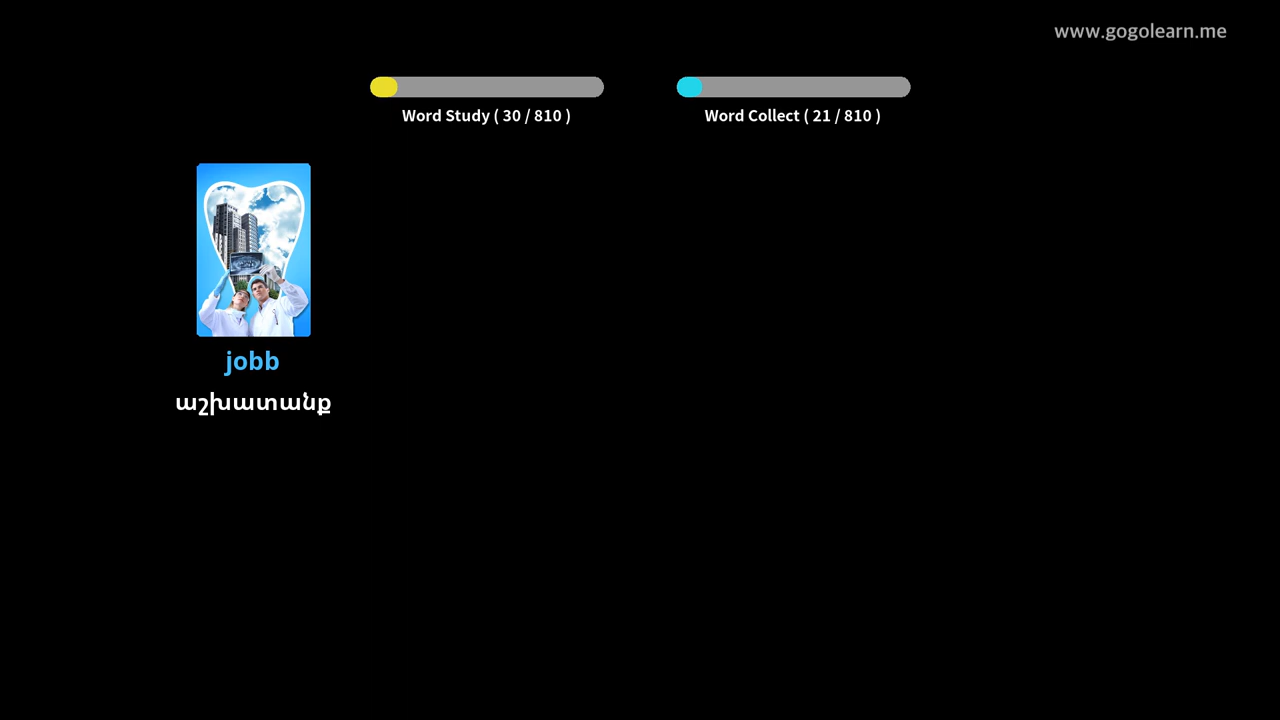 www.gogolearn.me
Word Study ( 30 / 810 )
Word Collect ( 21 / 810 )
jobb
աշխատանք